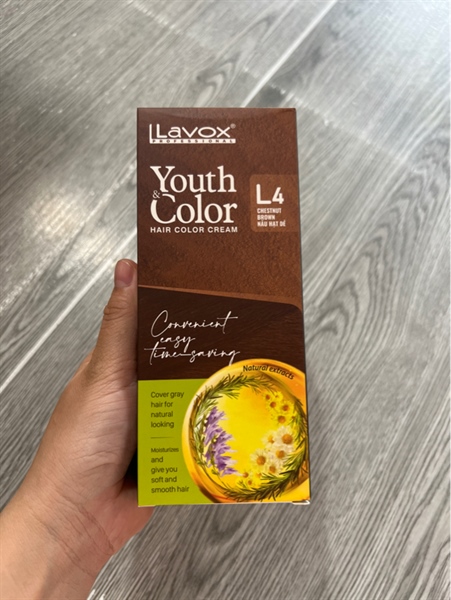 LLavox®
PROFESSIONAL
Youth
& Color
HAIR COLOR CREAM
L4
CHESTNUT
BROWN
NÂU HẠT DẺ
Convenient
easy
time-saving
Natural extracts
Cover gray
hair for
natural
looking
Moisturizes
and
give you
soft and
smooth hair